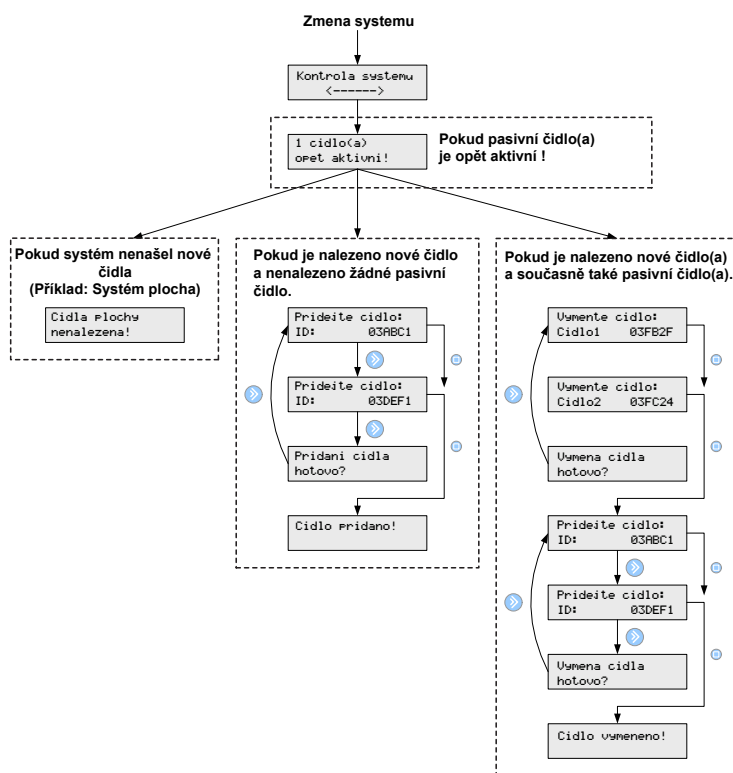 Zmena systemu
Kontrola systemu
<------>
1 cidlo(a)
opet aktivni!
Pokud pasivní čidlo(a)
je opět aktivní !
Pokud systém nenašel nové
čidla
(Příklad: Systém plocha)
Cidla plochy
nenalezena!
Pokud je nalezeno nové čidlo
a nenalezeno žádné pasivní
čidlo.
Pridejte cidlo:
ID: 03ABC1
Pridejte cidlo:
ID: 03DEF1
Pridani cidla
hotovo?
Cidlo pridano!
Pokud je nalezeno nové čidlo(a)
a současně také pasivní čidlo(a).
Vymente cidlo:
Cidlo1 03FB2F
Vymente cidlo:
Cidlo2 03FC24
Vymena cidla
hotovo?
Pridejte cidlo:
ID: 03ABC1
Pridejte cidlo:
ID: 03DEF1
Vymena cidla
hotovo?
Cidlo vymeneno!